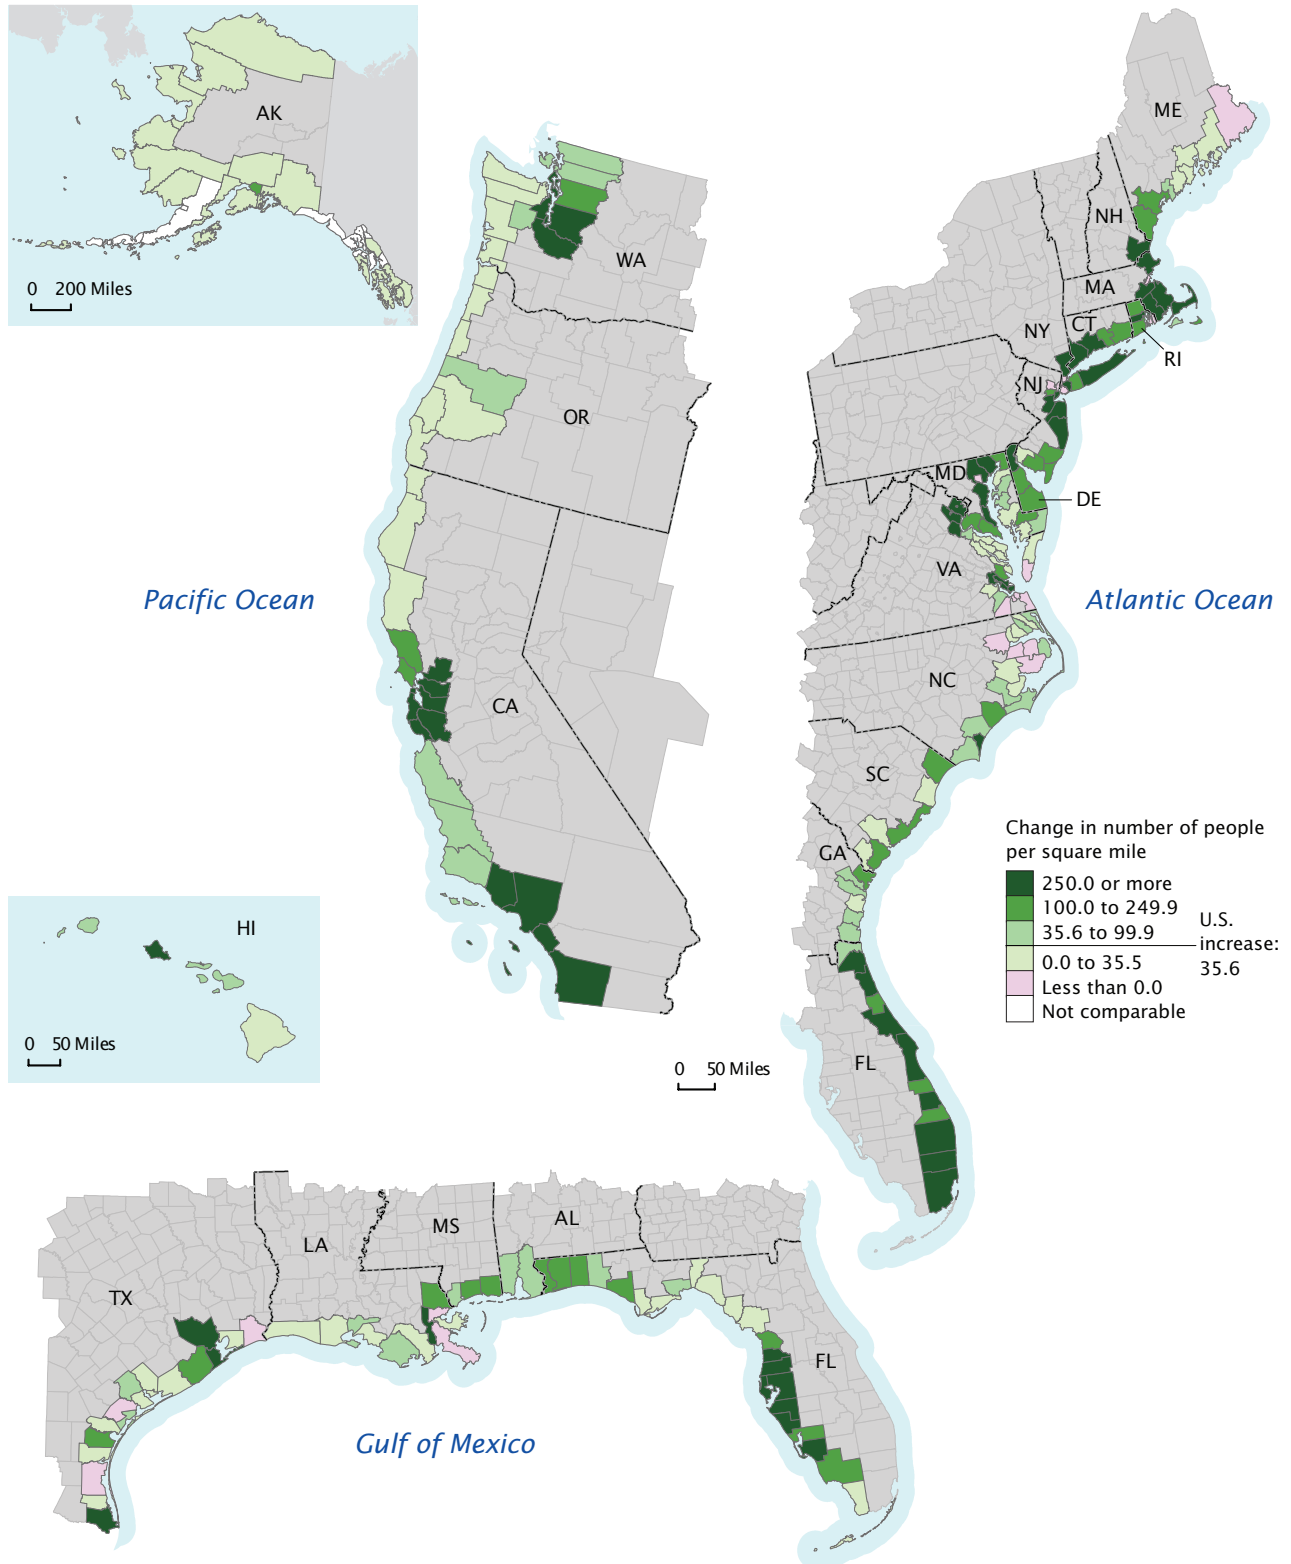 AK
0 200 Miles
WA
OR
CA
Pacific Ocean
HI
0 50 Miles
0 50 Miles
ME
NH
MA
NY
CT
RI
NJ
MD
DE
VA
Atlantic Ocean
NC
SC
GA
FL
Change in number of people
per square mile
250.0 or more
100.0 to 249.9
35.6 to 99.9
0.0 to 35.5
Less than 0.0
Not comparable
U.S.
increase:
35.6
TX
LA
MS
AL
FL
Gulf of Mexico